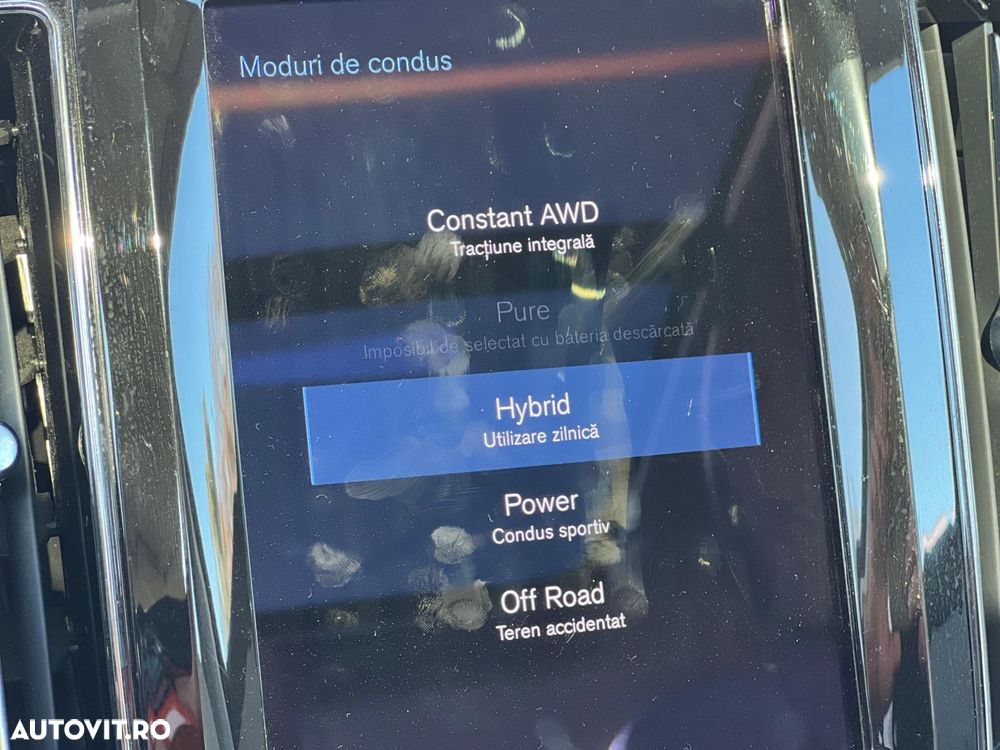 Moduri de condus
Constant AWD
Tracțiune integrală
Pure
Imposibil de selectat cu bateria descărcată
Hybrid
Utilizare zilnică
Power
Condus sportiv
Off Road
Teren accidentat
AUTOVIT.RO